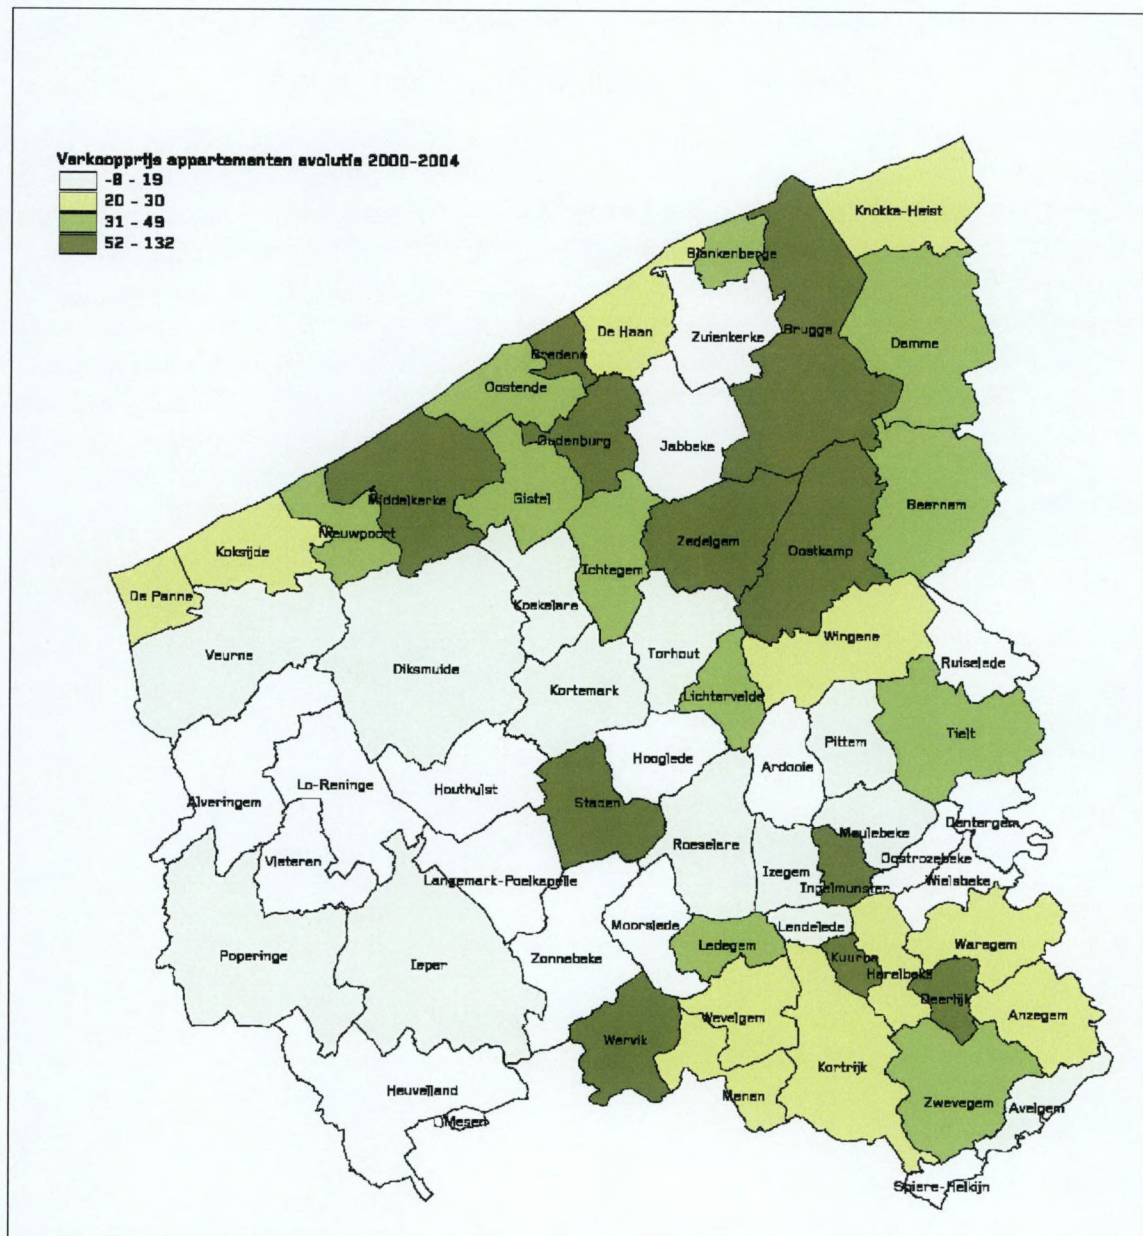 Verkoopprijs appartementen evolutie 2000-2004
-8 - 19
20 - 30
31 - 49
52 - 132
Knokke-Heist
Blankenberge
De Haan
Zuienkerke
Brugge
Damme
Bredene
Oostende
Oudenburg
Jabbeke
Middelkerke
Gistel
Beernem
Nieuwpoort
Koksijde
Zedelgem
Oostkamp
Ichtegem
De Panne
Koekelare
Veurne
Torhout
Wingene
Ruiselede
Diksmuide
Kortemark
Lichtervelde
Tielt
Pittem
Hooglede
Ardooie
Lo-Reninge
Houthulst
Alveringem
Staden
Dentergem
Meulebeke
Roeselare
Oostrozebeke
Vleteren
Izegem
Langemark-Poelkapelle
Wielsbeke
Ingelmunster
Moorslede
Lendelede
Ledegem
Waregem
Poperinge
Ieper
Zonnebeke
Kuurne
Harelbeke
Deerlijk
Anzegem
Wevelgem
Wervik
Kortrijk
Heuvelland
Menen
Zwevegem
Avelgem
Mesen
Spiere-Helkijn